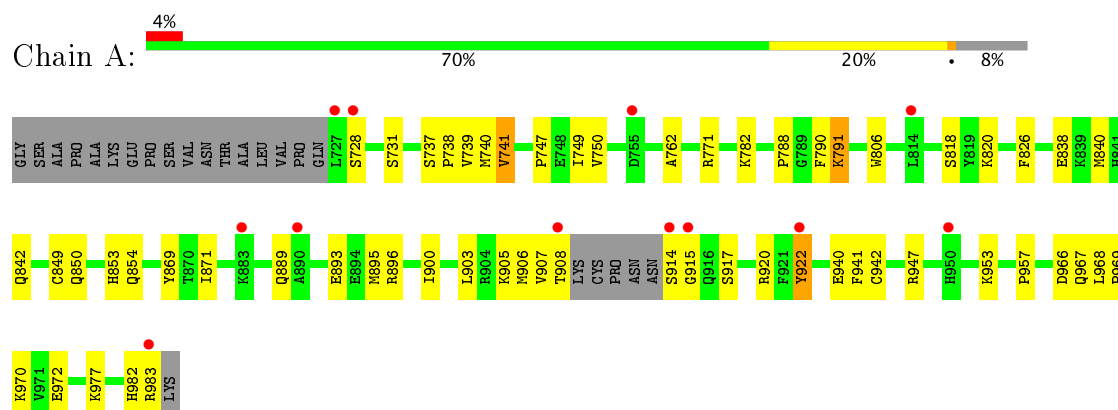 4%
Chain A:
70% 20% • 8%
GLY SER ALA PRO ALA LYS GLU PRO SER VAL ASN THR ALA LEU VAL PRO GLN L727 S728 S731 S737 P738 V739 M740 V741 P747 E748 I749 V750 D755 A762 R771 K782 P788 G789 F790 K791 W806 L814 S818 Y819 K820 F826 E838 K839 M840 H841
Q842 C849 Q850 H853 Q854 Y869 T870 I871 K883 Q889 A890 PRO E893 E894 M895 R896 I900 L903 R904 K905 M906 V907 T908 LYS CYS PRO ASN ASN S914 G915 Q916 S917 R920 F921 Y922 E940 F941 C942 R947 H950 K953 P957 D966 Q967 L968 P969
K970 V971 E972 K977 H982 R983 LYS